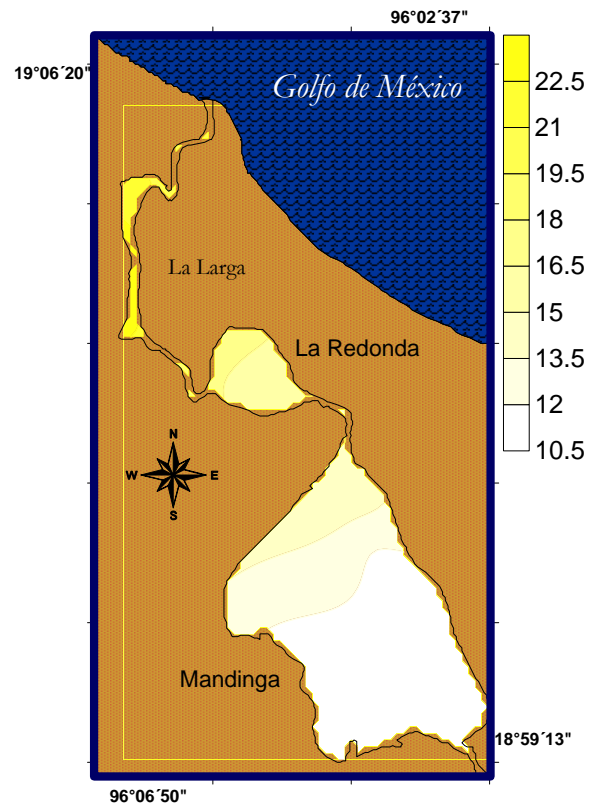 96°02´37"
19°06´20"
Golfo de México
22.5
21
19.5
18
16.5
15
13.5
12
10.5
La Larga
La Redonda
N
W E
S
Mandinga
18°59´13"
96°06´50"